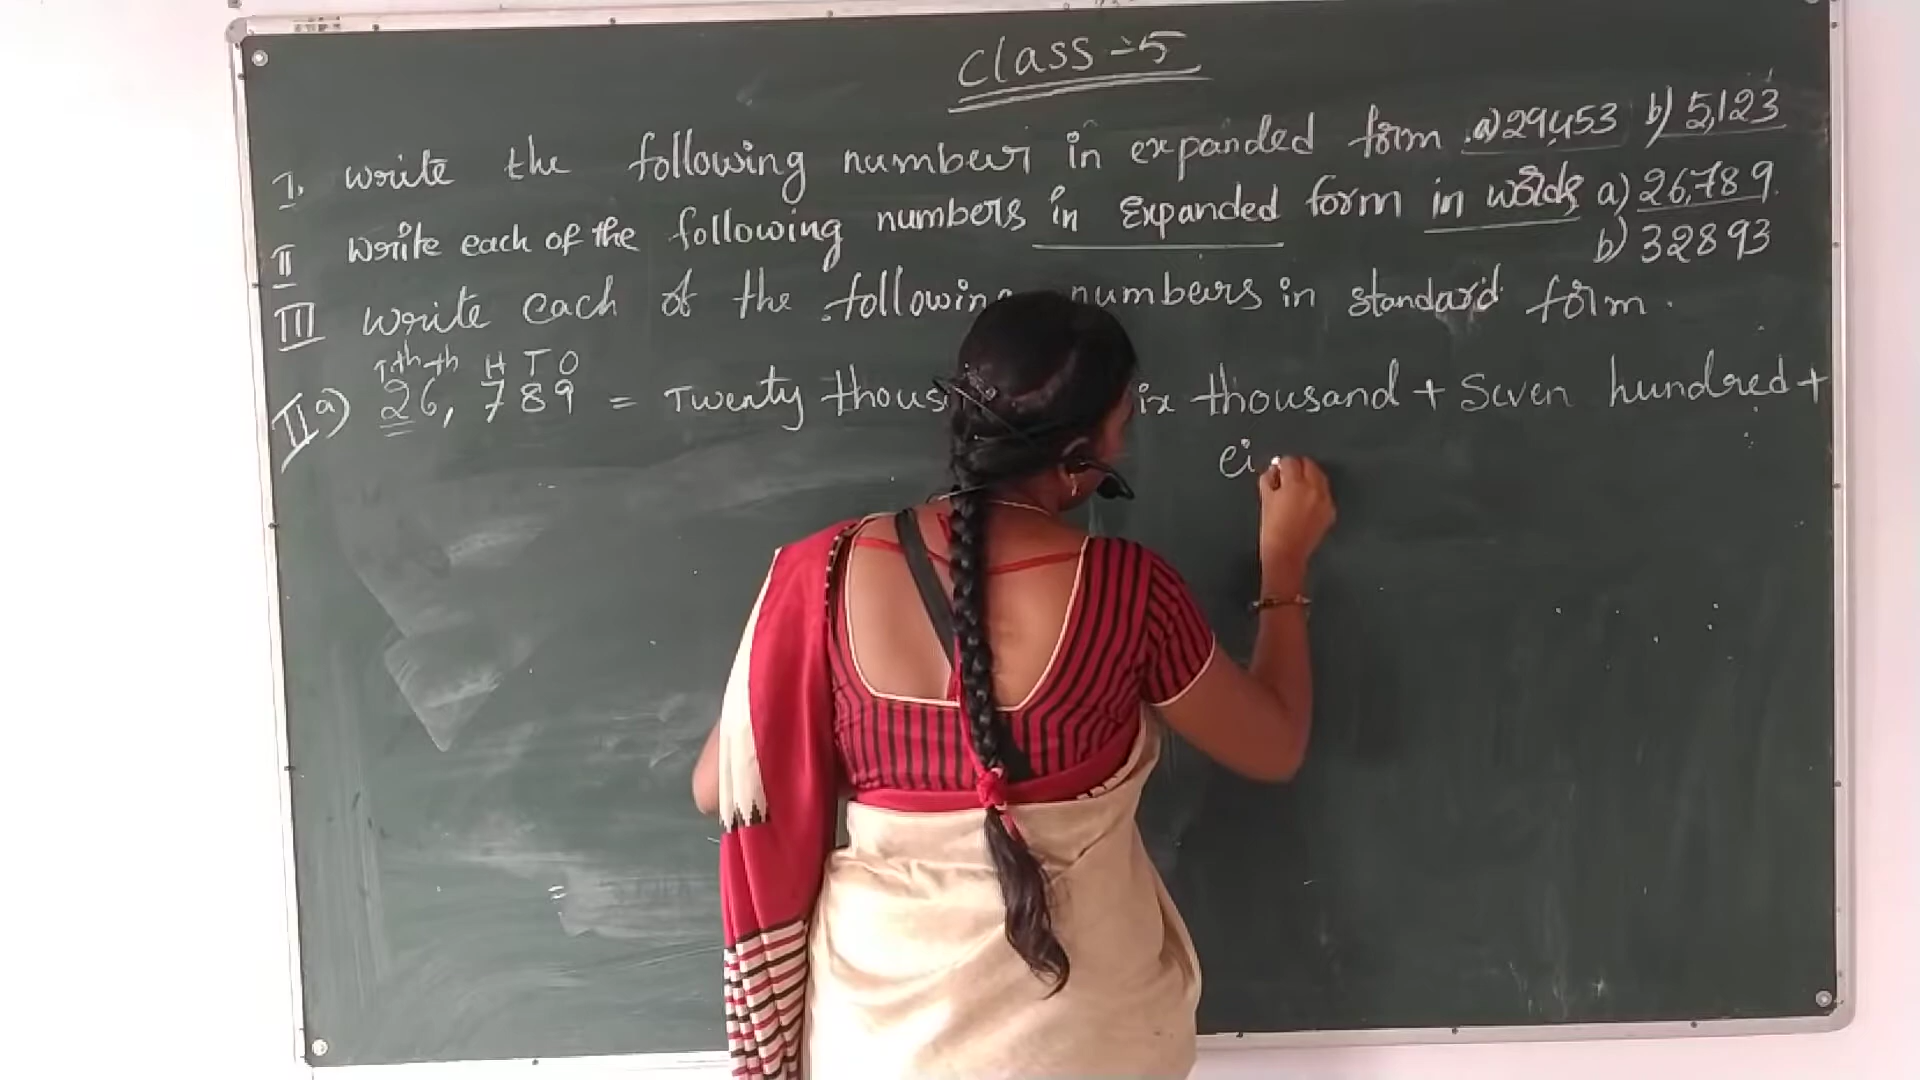 Class - 5
I. write the following number in expanded form a) 29,453 b) 5,123
II Write each of the following numbers in Expanded form in words a) 26,789
b) 32893
III Write each of the following numbers in standard form.
Tth th H T O
II a) 26, 789 = Twenty thous ix thousand + Seven hundred +
ei